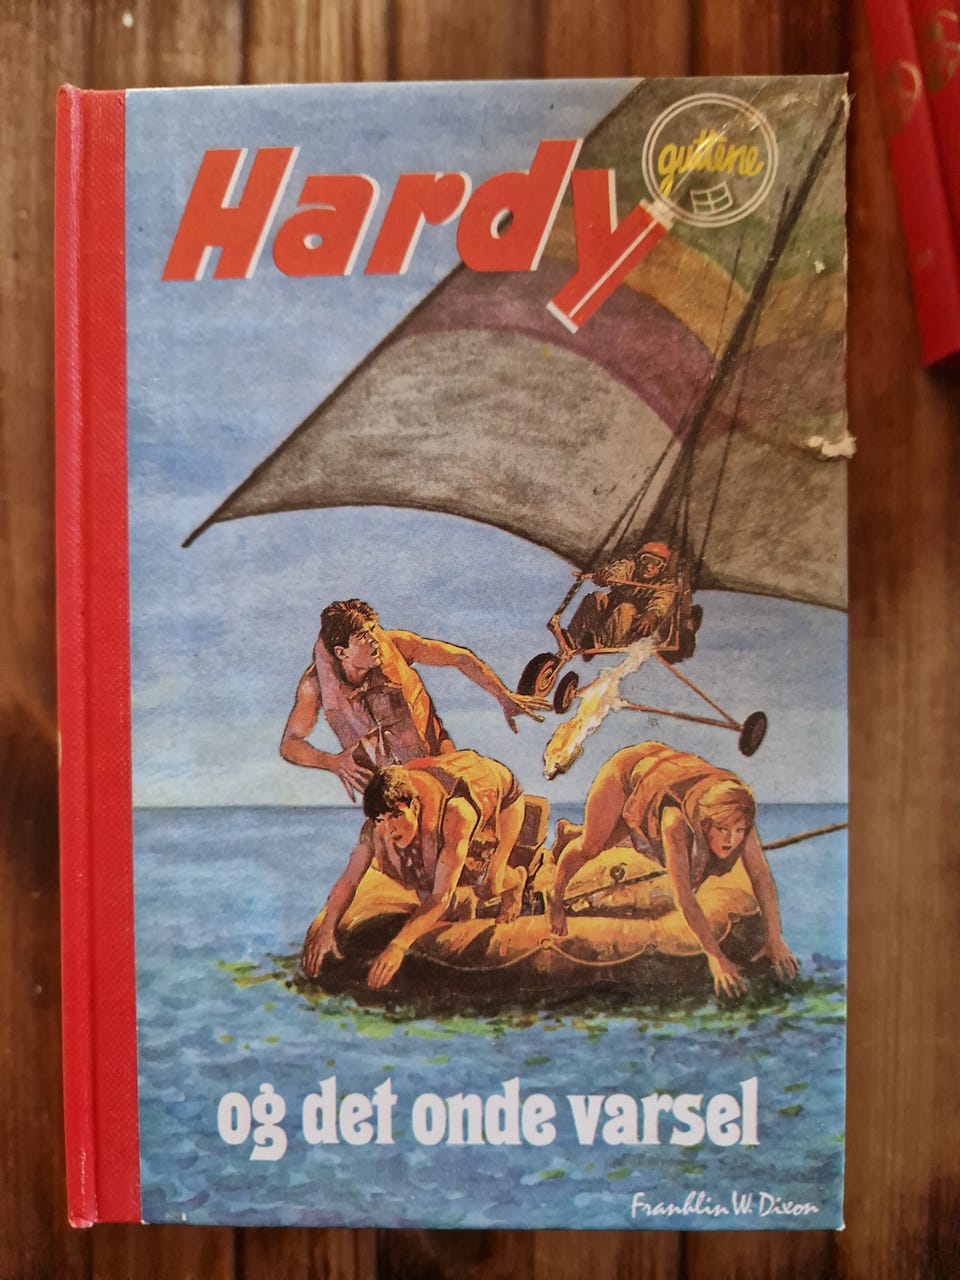 Hardy
guttene
og det onde varsel
Franklin W. Dixon